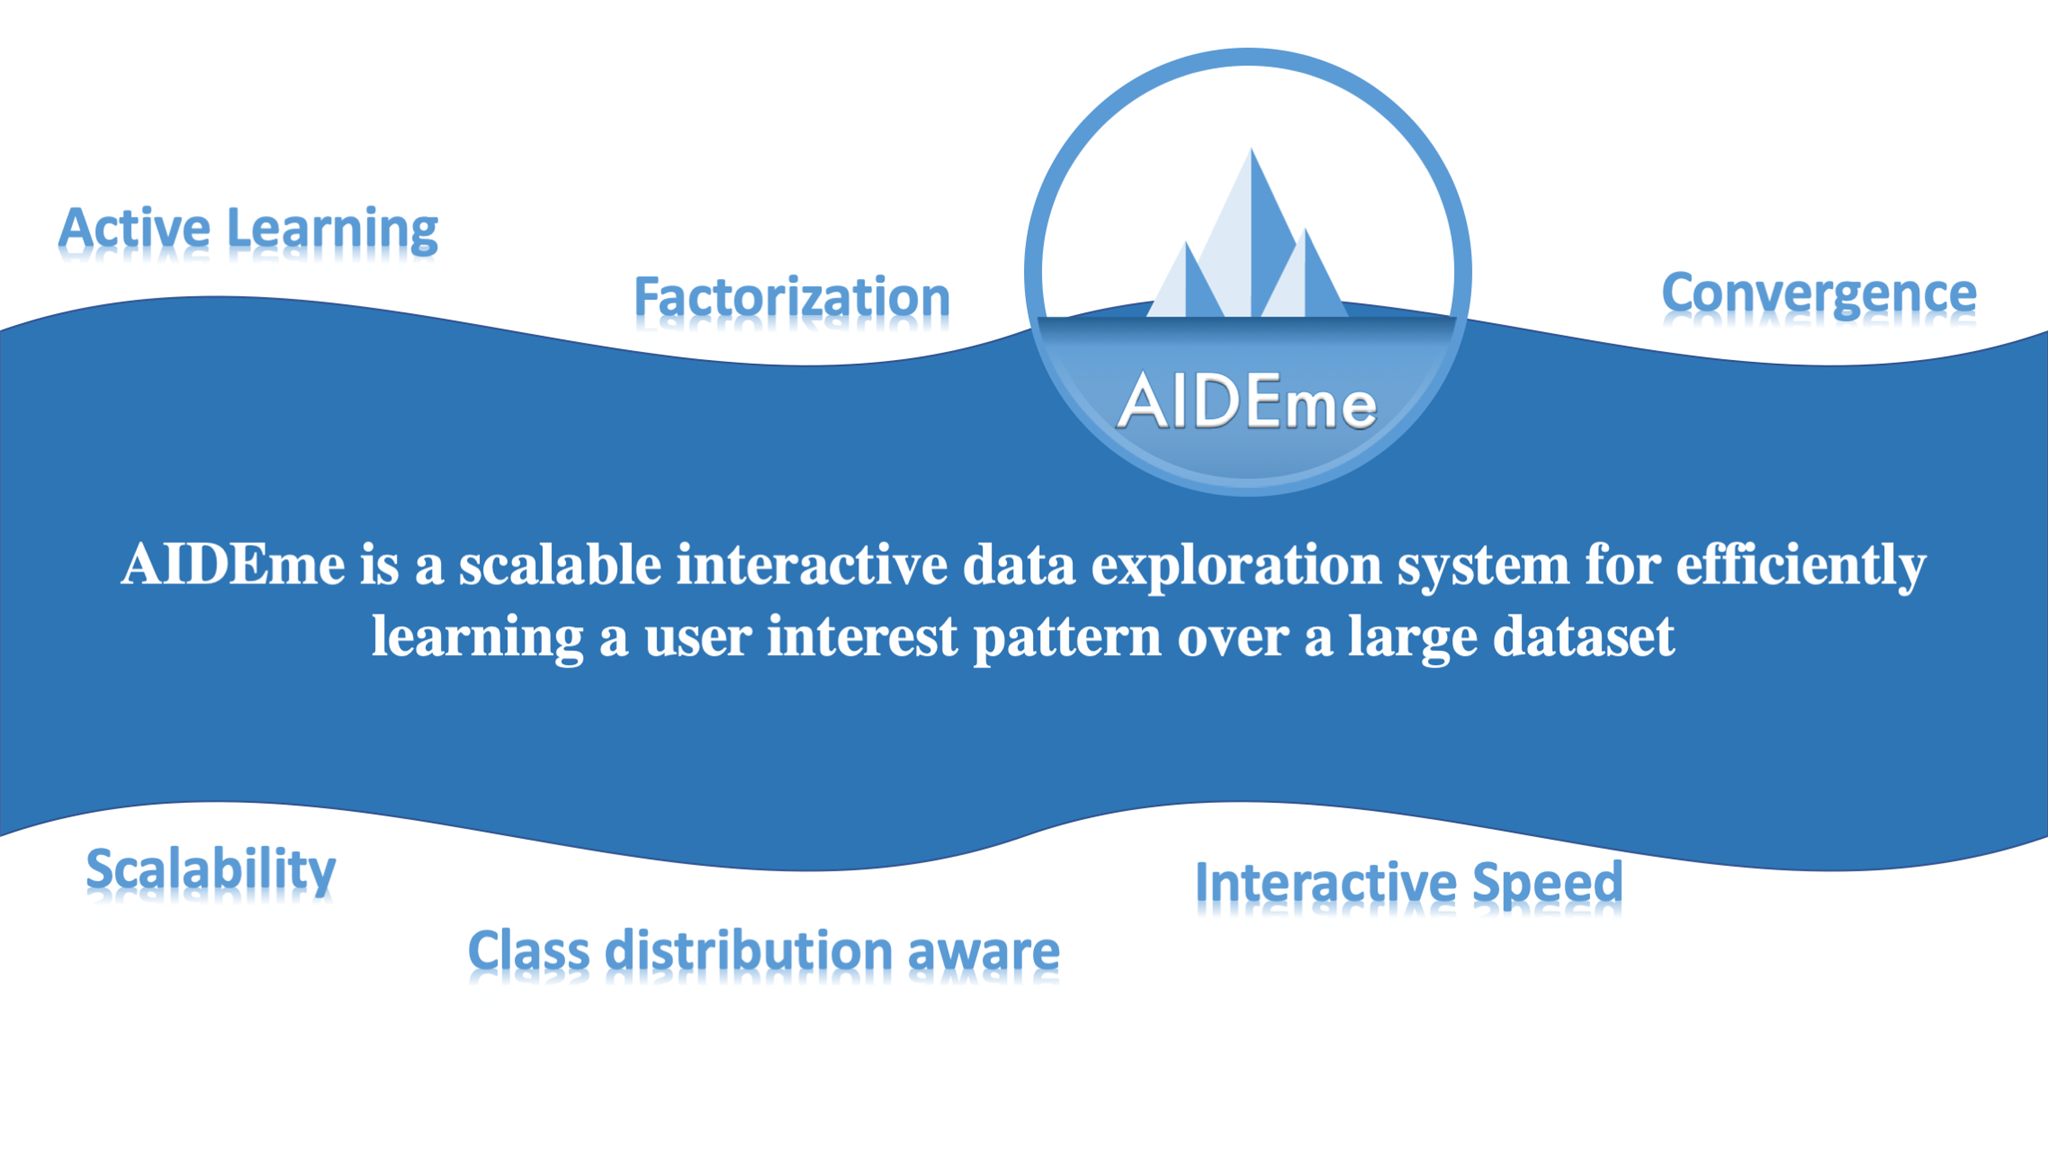 Active Learning
Factorization
Convergence
AIDEme
AIDEme is a scalable interactive data exploration system for efficiently
learning a user interest pattern over a large dataset
Scalability
Interactive Speed
Class distribution aware